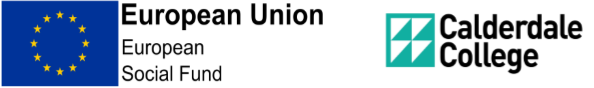 European Union
European
Social Fund
Calderdale
College